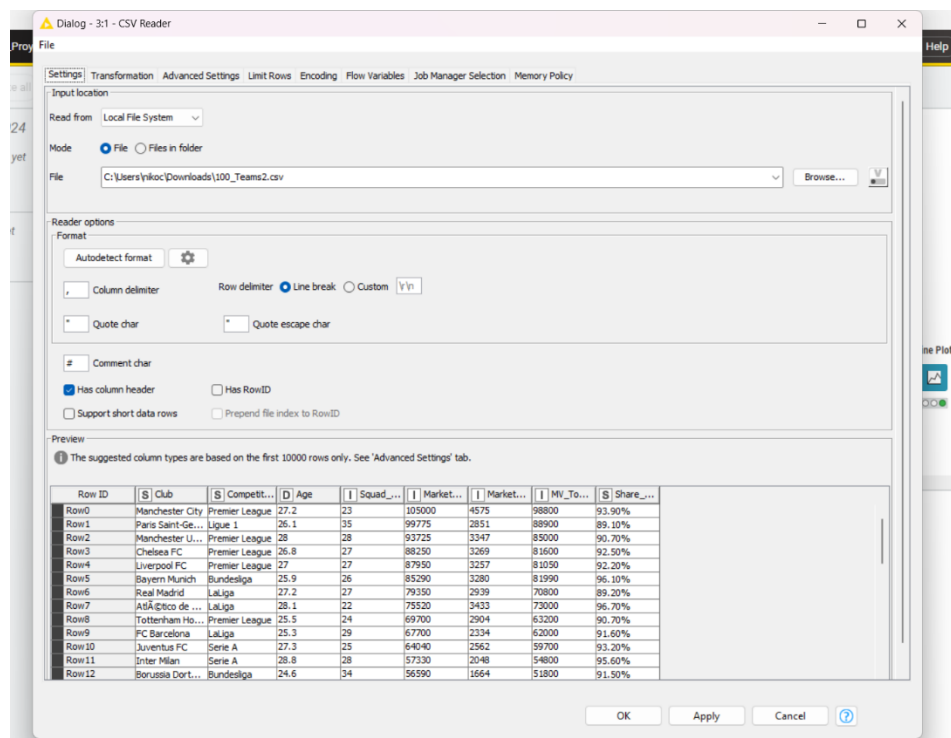 Dialog - 3:1 - CSV Reader
Proy File Help
Settings Transformation Advanced Settings Limit Rows Encoding Flow Variables Job Manager Selection Memory Policy
Input location
Read from Local File System
24
yet
Mode File Files in folder
File C:\Users\nikoc\Downloads\100_Teams2.csv Browse...
Reader options
Format
Autodetect format
, Column delimiter Row delimiter Line break Custom \r\n
" Quote char " Quote escape char
# Comment char
Has column header Has RowID
Support short data rows Prepend file index to RowID
ne Plot
Preview
The suggested column types are based on the first 10000 rows only. See 'Advanced Settings' tab.
Row ID S Club S Competit... D Age I Squad_... I Market... I Market... I MV_To... S Share_...
Row0 Manchester City Premier League 27.2 23 105000 4575 98800 93.90%
Row1 Paris Saint-Ge... Ligue 1 26.1 35 99775 2851 88900 89.10%
Row2 Manchester U... Premier League 28 28 93725 3347 85000 90.70%
Row3 Chelsea FC Premier League 26.8 27 88250 3269 81600 92.50%
Row4 Liverpool FC Premier League 27 27 87950 3257 81050 92.20%
Row5 Bayern Munich Bundesliga 25.9 26 85290 3280 81990 96.10%
Row6 Real Madrid LaLiga 27.2 27 79350 2939 70800 89.20%
Row7 AtlÃ©tico de ... LaLiga 28.1 22 75520 3433 73000 96.70%
Row8 Tottenham Ho... Premier League 25.5 24 69700 2904 63200 90.70%
Row9 FC Barcelona LaLiga 25.3 29 67700 2334 62000 91.60%
Row10 Juventus FC Serie A 27.3 25 64040 2562 59700 93.20%
Row11 Inter Milan Serie A 28.8 28 57330 2048 54800 95.60%
Row12 Borussia Dort... Bundesliga 24.6 34 56590 1664 51800 91.50%
OK Apply Cancel ?